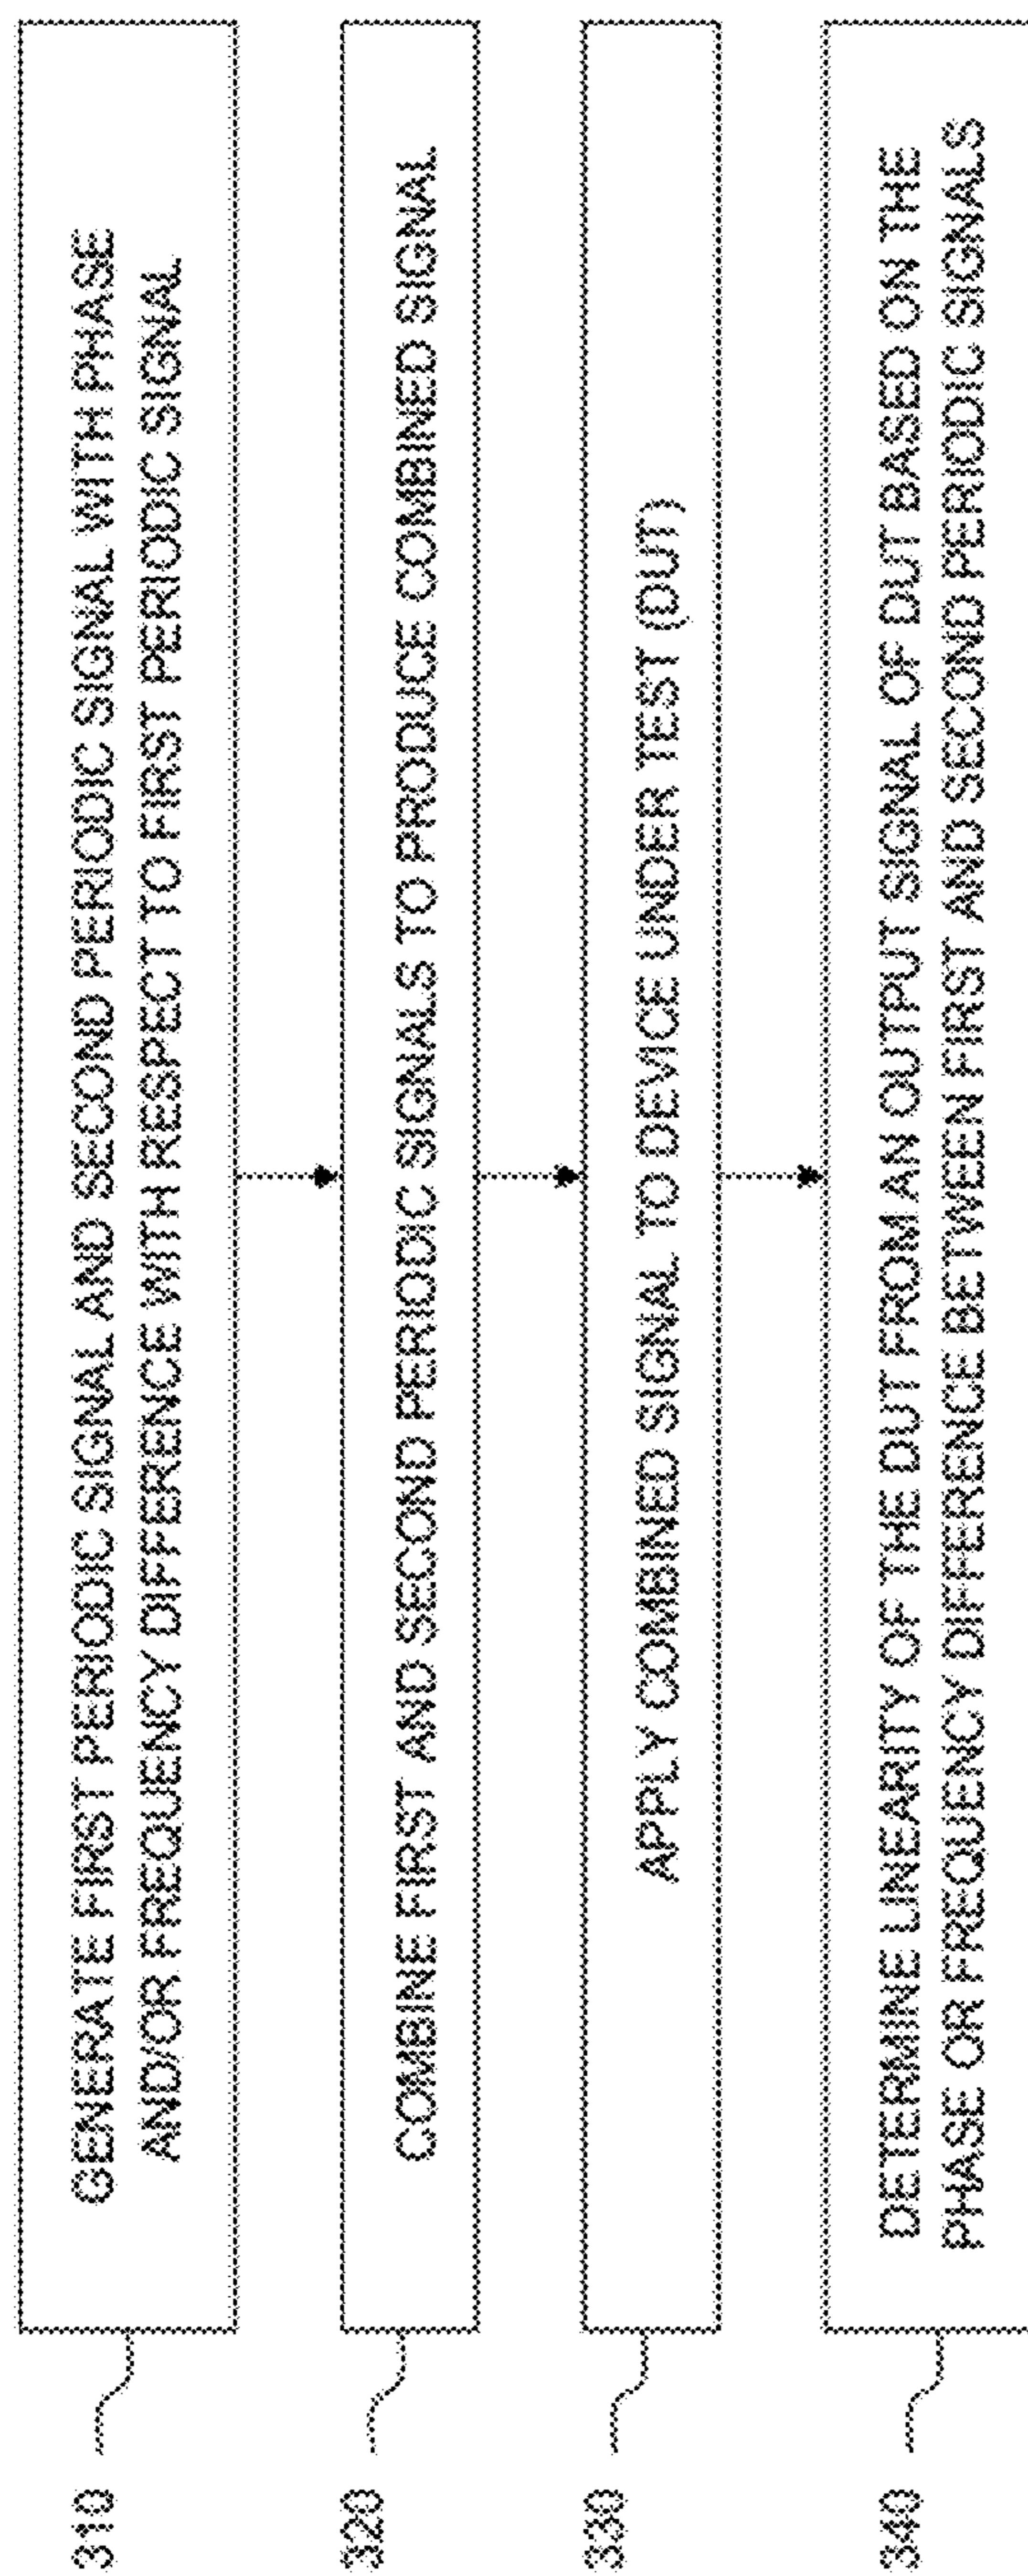 310
GENERATE FIRST PERIODIC SIGNAL AND SECOND PERIODIC SIGNAL WITH PHASE
AND/OR FREQUENCY DIFFERENCE WITH RESPECT TO FIRST PERIODIC SIGNAL
320
COMBINE FIRST AND SECOND PERIODIC SIGNALS TO PRODUCE COMBINED SIGNAL
330
APPLY COMBINED SIGNAL TO DEVICE UNDER TEST (DUT)
340
DETERMINE LINEARITY OF THE DUT FROM AN OUTPUT SIGNAL OF DUT BASED ON THE
PHASE OR FREQUENCY DIFFERENCE BETWEEN FIRST AND SECOND PERIODIC SIGNALS